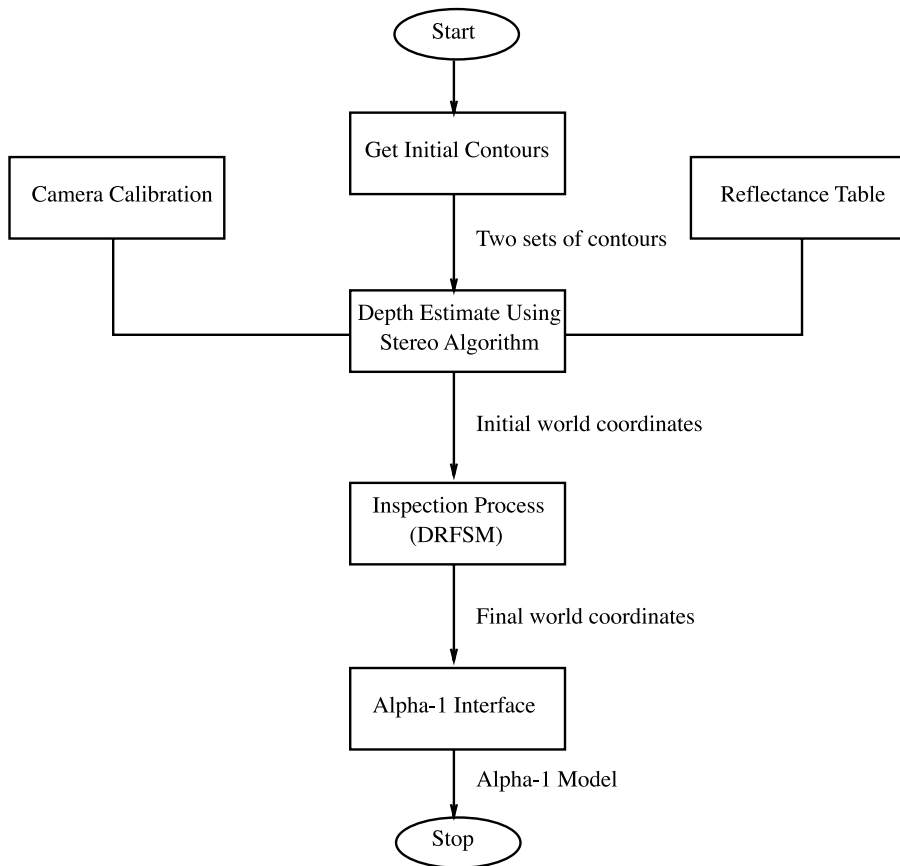 Start
Get Initial Contours
Camera Calibration
Reflectance Table
Two sets of contours
Depth Estimate Using
Stereo Algorithm
Initial world coordinates
Inspection Process
(DRFSM)
Final world coordinates
Alpha-1 Interface
Alpha-1 Model
Stop